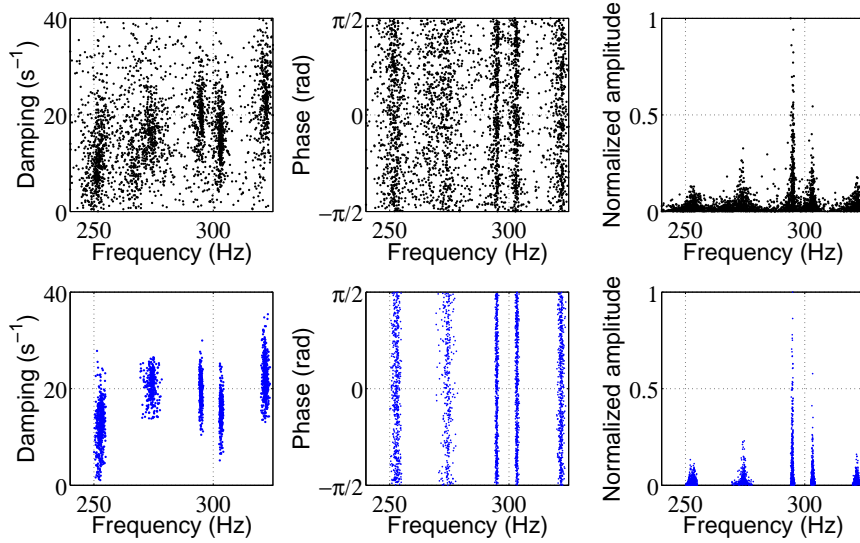 Damping (s⁻¹)
40
20
0
250
300
Frequency (Hz)
Phase (rad)
π/2
0
−π/2
250
300
Frequency (Hz)
Normalized amplitude
1
0.5
0
250
300
Frequency (Hz)
Damping (s⁻¹)
40
20
0
250
300
Frequency (Hz)
Phase (rad)
π/2
0
−π/2
250
300
Frequency (Hz)
Normalized amplitude
1
0.5
0
250
300
Frequency (Hz)